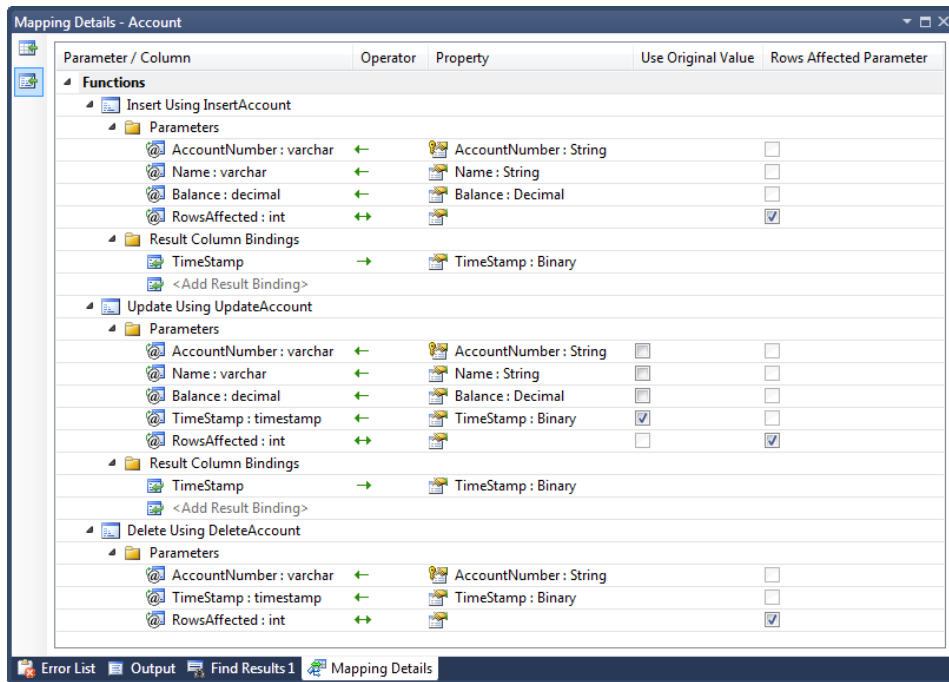 Mapping Details - Account
Parameter / Column Operator Property Use Original Value Rows Affected Parameter
Functions
Insert Using InsertAccount
Parameters
AccountNumber : varchar AccountNumber : String
Name : varchar Name : String
Balance : decimal Balance : Decimal
RowsAffected : int
Result Column Bindings
TimeStamp TimeStamp : Binary
<Add Result Binding>
Update Using UpdateAccount
Parameters
AccountNumber : varchar AccountNumber : String
Name : varchar Name : String
Balance : decimal Balance : Decimal
TimeStamp : timestamp TimeStamp : Binary
RowsAffected : int
Result Column Bindings
TimeStamp TimeStamp : Binary
<Add Result Binding>
Delete Using DeleteAccount
Parameters
AccountNumber : varchar AccountNumber : String
TimeStamp : timestamp TimeStamp : Binary
RowsAffected : int
Error List Output Find Results 1 Mapping Details